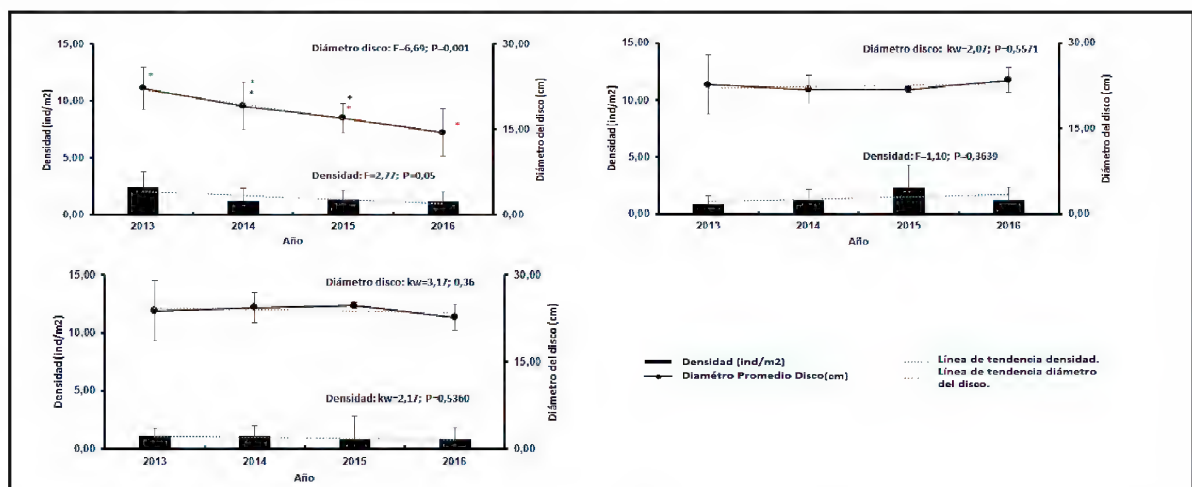 Diámetro disco: F=6,69; P=0,001
15,00
10,00
5,00
0,00
Densidad (ind/m2)
30,00
15,00
0,00
Diámetro del disco (cm)
Densidad: F=2,77; P=0,05
2013 2014 2015 2016
Año
Diámetro disco: kw=2,07; P=0,5571
15,00
10,00
5,00
0,00
Densidad (ind/m2)
30,00
15,00
0,00
Diámetro del disco (cm)
Densidad: F=1,10; P=0,3639
2013 2014 2015 2016
Año
Diámetro disco: kw=3,17; 0,36
15,00
10,00
5,00
0,00
Densidad (ind/m2)
30,00
15,00
0,00
Diámetro del disco (cm)
Densidad: kw=2,17; P=0,5360
2013 2014 2015 2016
Año
Densidad (ind/m2)
Diamétro Promedio Disco(cm)
Línea de tendencia densidad.
Línea de tendencia diámetro
del disco.